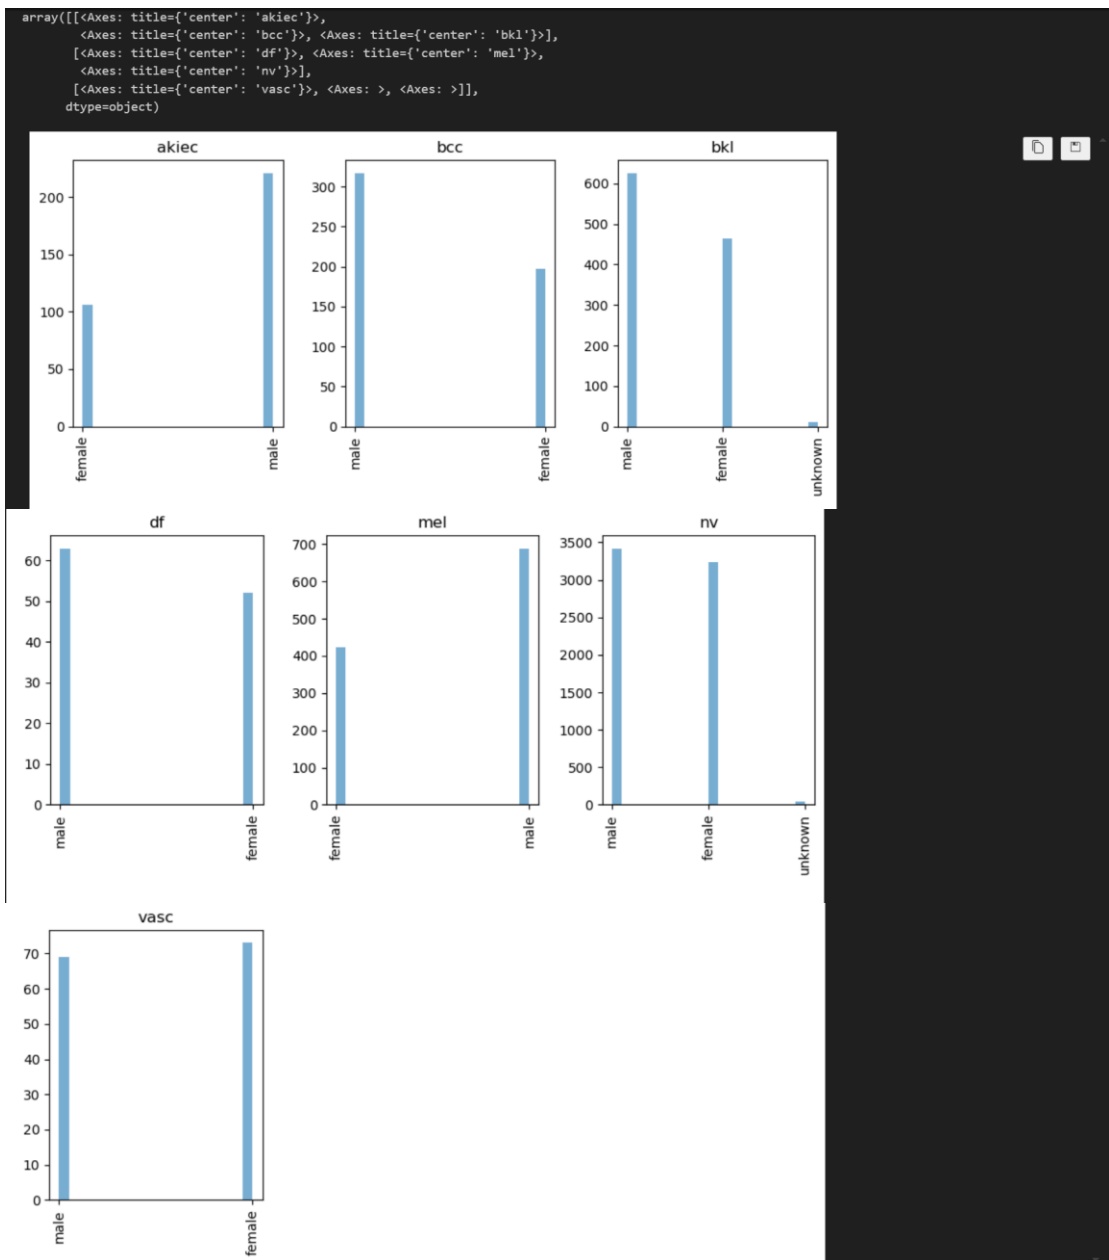 array([[<Axes: title={'center': 'akiec'}>,
<Axes: title={'center': 'bcc'}>, <Axes: title={'center': 'bkl'}>],
[<Axes: title={'center': 'df'}>, <Axes: title={'center': 'mel'}>,
<Axes: title={'center': 'nv'}>],
[<Axes: title={'center': 'vasc'}>, <Axes: >, <Axes: >]],
dtype=object)
akiec
200
150
100
50
0
female
male
bcc
300
250
200
150
100
50
0
male
female
bkl
600
500
400
300
200
100
0
male
female
unknown
df
60
50
40
30
20
10
0
male
female
mel
700
600
500
400
300
200
100
0
female
male
nv
3500
3000
2500
2000
1500
1000
500
0
male
female
unknown
vasc
70
60
50
40
30
20
10
0
male
female